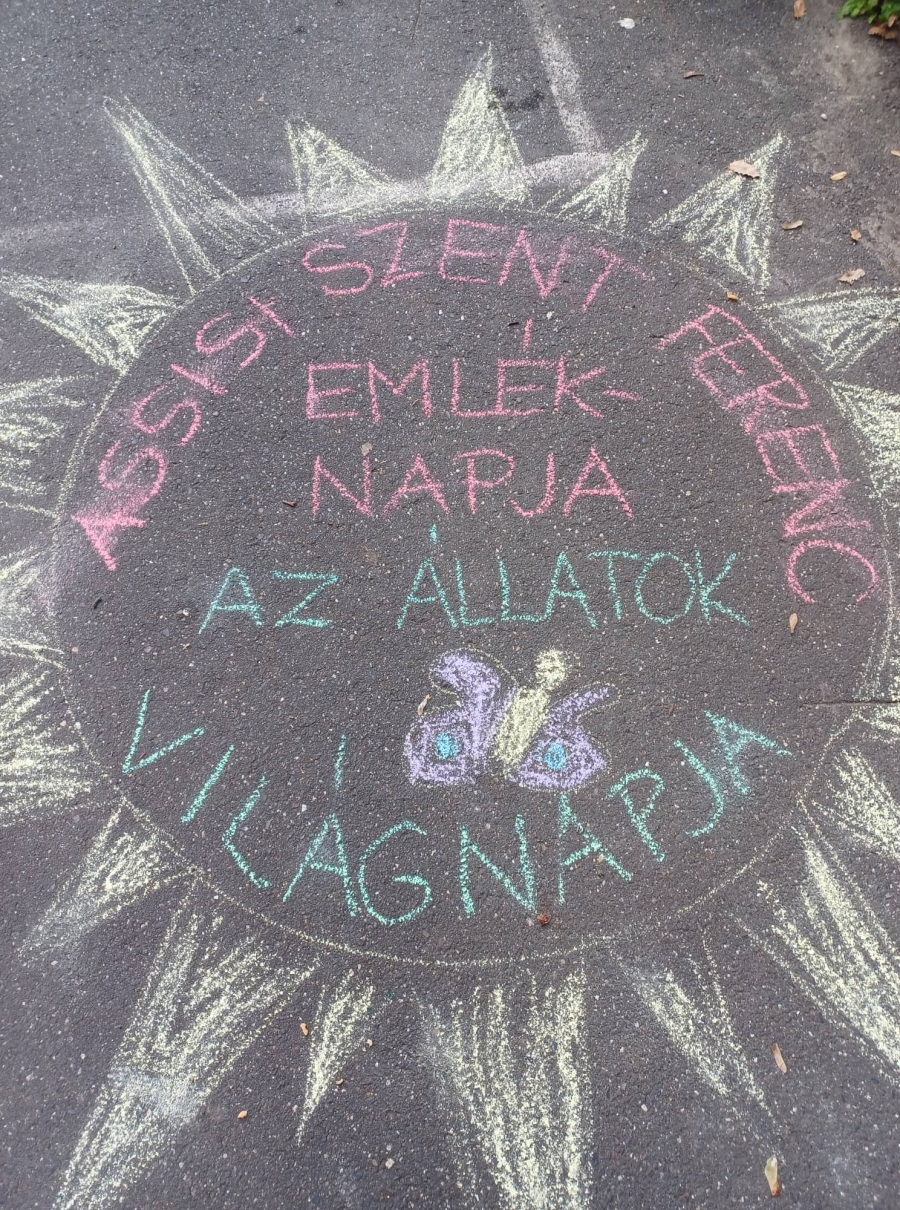 ASSISI SZENT FERENC
EMLÉK-
NAPJA
AZ ÁLLATOK
VILÁGNAPJA